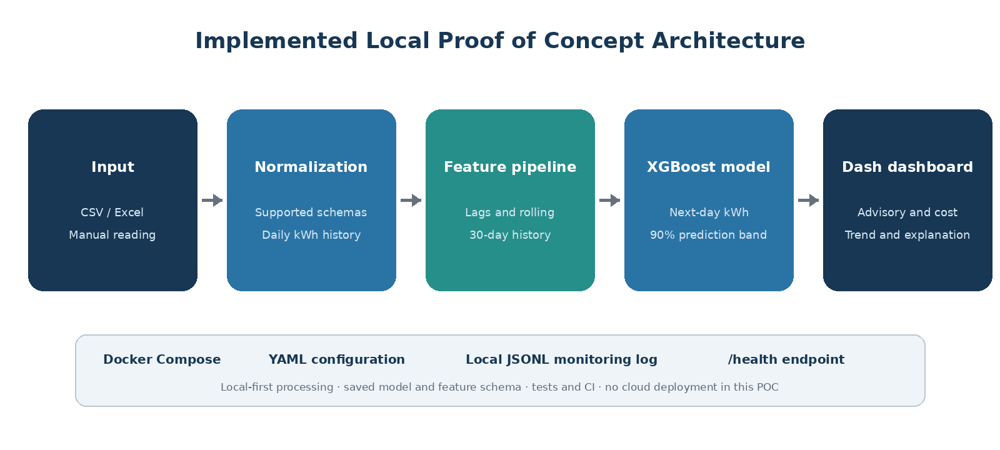 Implemented Local Proof of Concept Architecture
Input
CSV / Excel
Manual reading
Normalization
Supported schemas
Daily kWh history
Feature pipeline
Lags and rolling
30-day history
XGBoost model
Next-day kWh
90% prediction band
Dash dashboard
Advisory and cost
Trend and explanation
Docker Compose
YAML configuration
Local JSONL monitoring log
/health endpoint
Local-first processing · saved model and feature schema · tests and CI · no cloud deployment in this POC